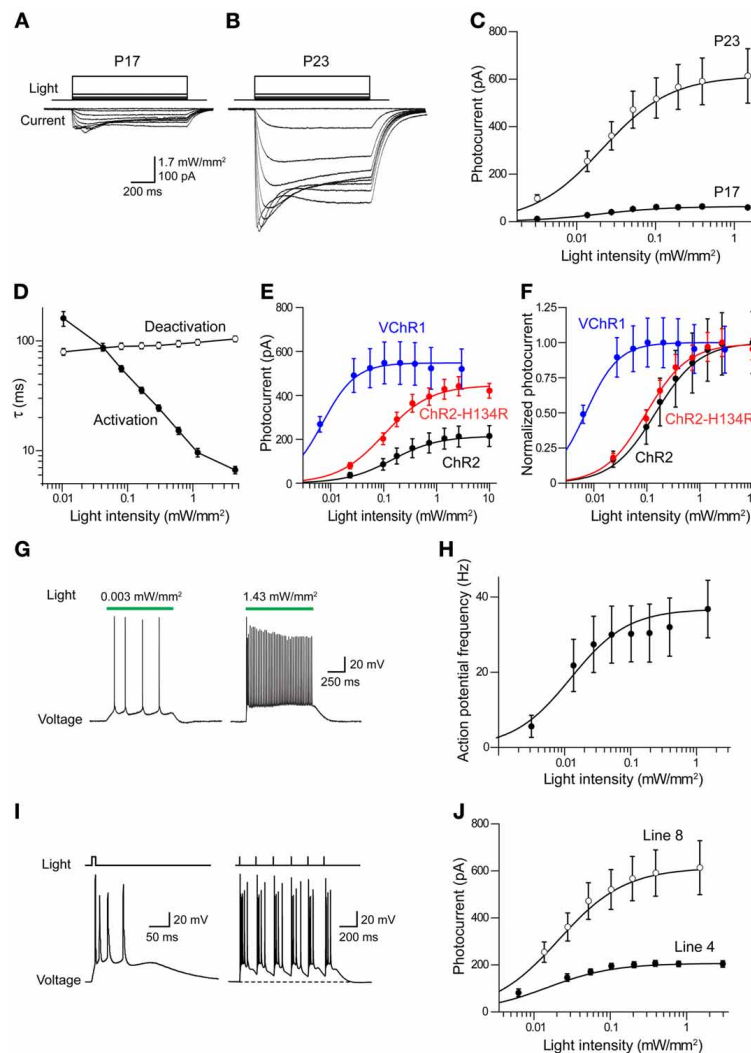 A
B
P17
P23
Light
Current
1.7 mW/mm²
100 pA
200 ms
C
Photocurrent (pA)
800
600
400
200
0
P23
P17
0.01
0.1
1
Light intensity (mW/mm²)
D
τ (ms)
100
10
Deactivation
Activation
0.01
0.1
1
Light intensity (mW/mm²)
E
Photocurrent (pA)
800
600
400
200
0
VChR1
ChR2-H134R
ChR2
0.01
0.1
1
10
Light intensity (mW/mm²)
F
Normalized photocurrent
1.25
1.00
0.75
0.50
0.25
0.00
VChR1
ChR2-H134R
ChR2
0.01
0.1
1
10
Light intensity (mW/mm²)
G
Light
0.003 mW/mm²
1.43 mW/mm²
20 mV
250 ms
Voltage
H
Action potential frequency (Hz)
40
20
0
0.01
0.1
1
Light intensity (mW/mm²)
I
Light
20 mV
50 ms
20 mV
200 ms
Voltage
J
Photocurrent (pA)
800
600
400
200
0
Line 8
Line 4
0.01
0.1
1
Light intensity (mW/mm²)